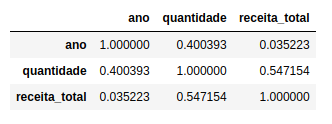 ano quantidade receita_total
ano 1.000000 0.400393 0.035223
quantidade 0.400393 1.000000 0.547154
receita_total 0.035223 0.547154 1.000000